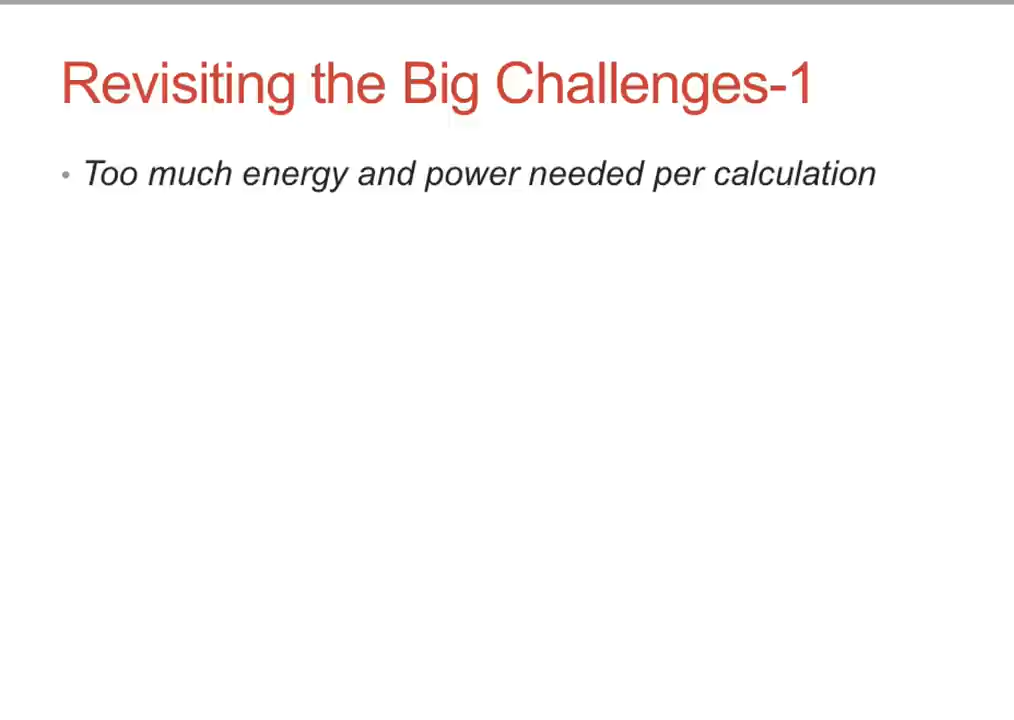 Revisiting the Big Challenges-1
• Too much energy and power needed per calculation